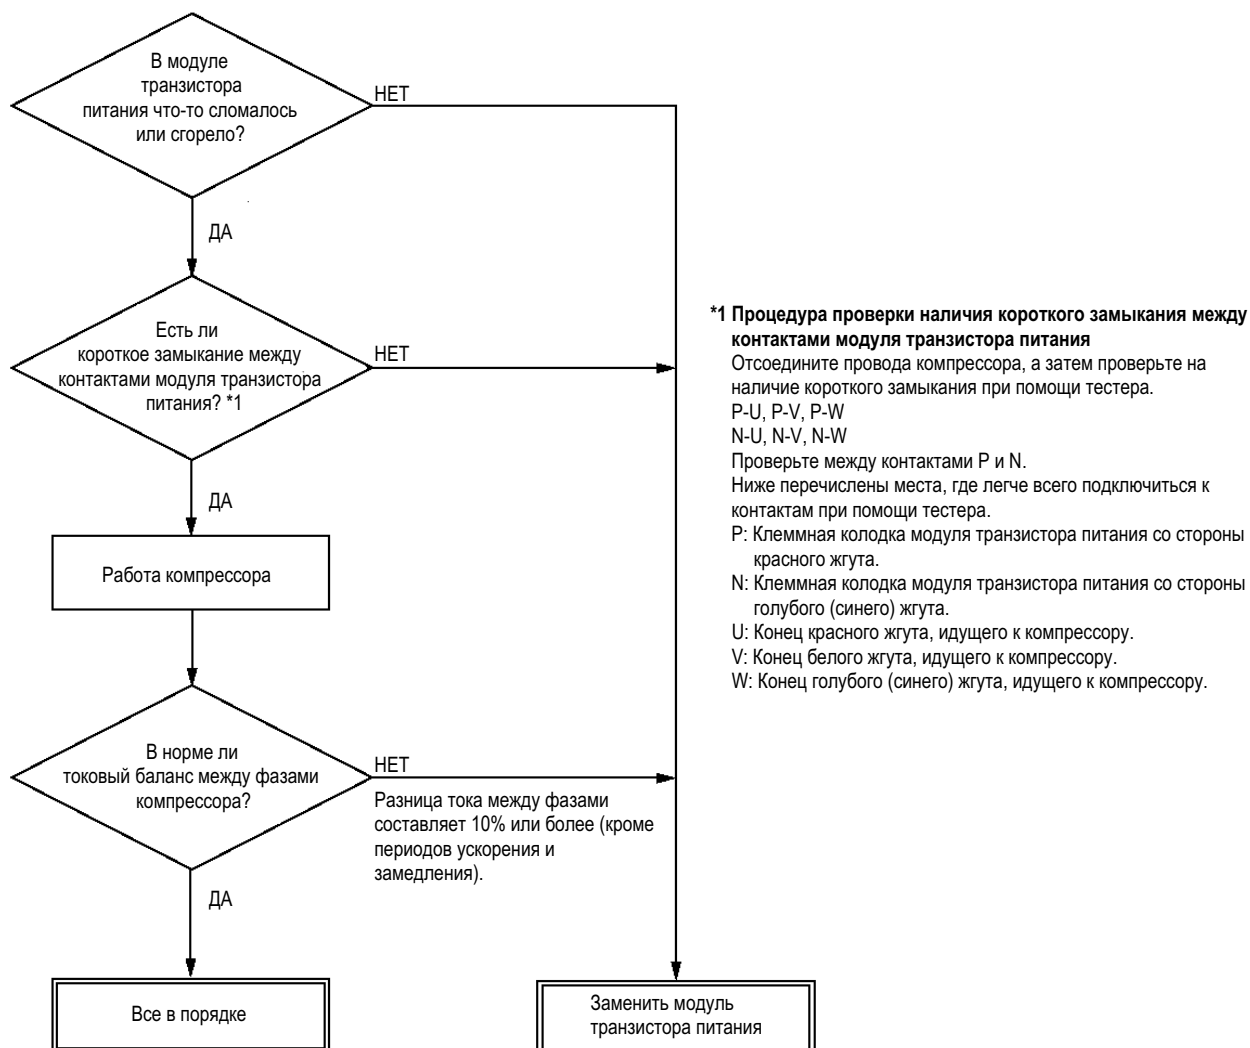 В модуле
транзистора
питания что-то сломалось
или сгорело?
НЕТ
ДА
Есть ли
короткое замыкание между
контактами модуля транзистора
питания? *1
НЕТ
ДА
Работа компрессора
В норме ли
токовый баланс между фазами
компрессора?
НЕТ
Разница тока между фазами
составляет 10% или более (кроме
периодов ускорения и
замедления).
ДА
Все в порядке
Заменить модуль
транзистора питания
*1 Процедура проверки наличия короткого замыкания между
контактами модуля транзистора питания
Отсоедините провода компрессора, а затем проверьте на
наличие короткого замыкания при помощи тестера.
P-U, P-V, P-W
N-U, N-V, N-W
Проверьте между контактами P и N.
Ниже перечислены места, где легче всего подключиться к
контактам при помощи тестера.
P: Клеммная колодка модуля транзистора питания со стороны
красного жгута.
N: Клеммная колодка модуля транзистора питания со стороны
голубого (синего) жгута.
U: Конец красного жгута, идущего к компрессору.
V: Конец белого жгута, идущего к компрессору.
W: Конец голубого (синего) жгута, идущего к компрессору.